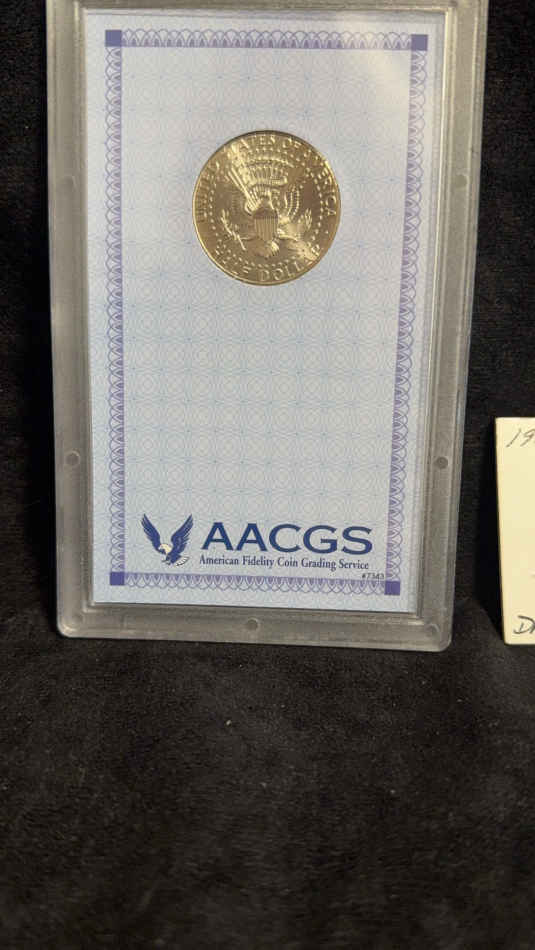 UNITED STATES OF AMERICA
HALF DOLLAR
19
AACGS
American Fidelity Coin Grading Service
#7343